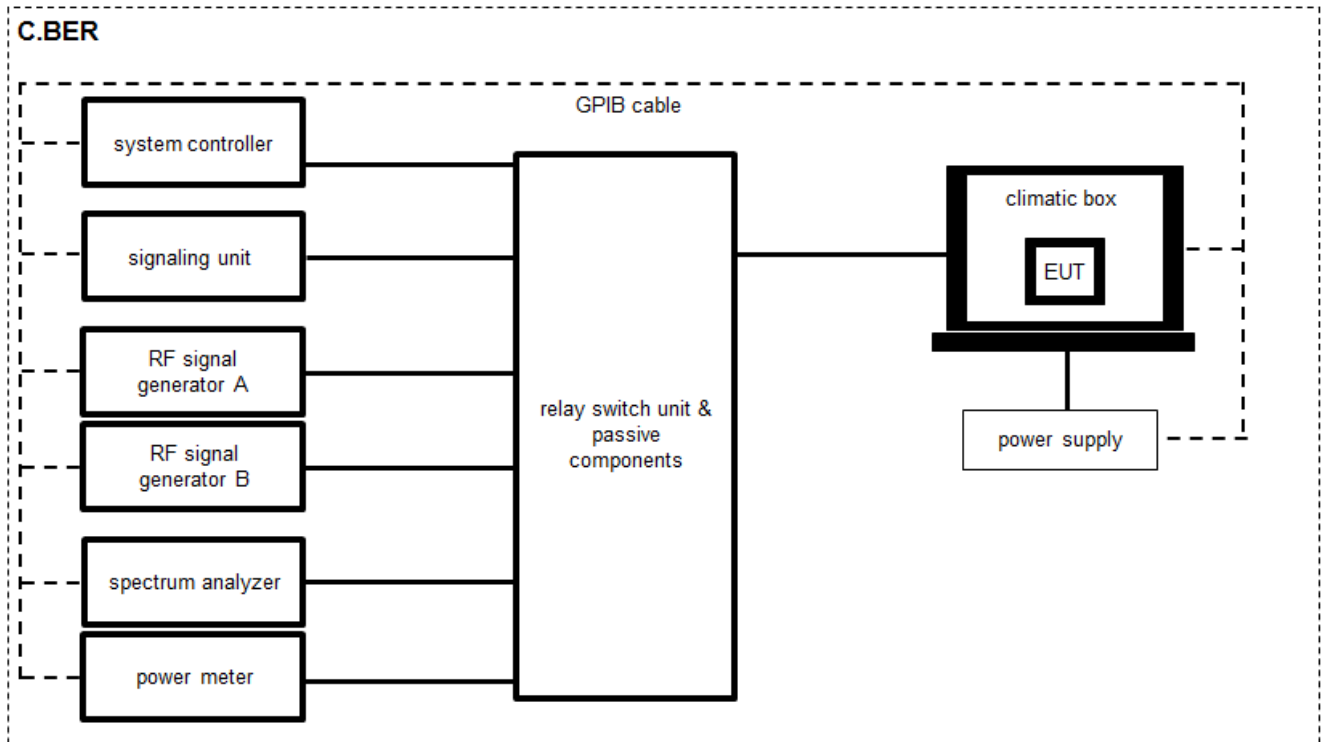 C.BER
GPIB cable
system controller
signaling unit
RF signal
generator A
RF signal
generator B
spectrum analyzer
power meter
relay switch unit &
passive
components
climatic box
EUT
power supply